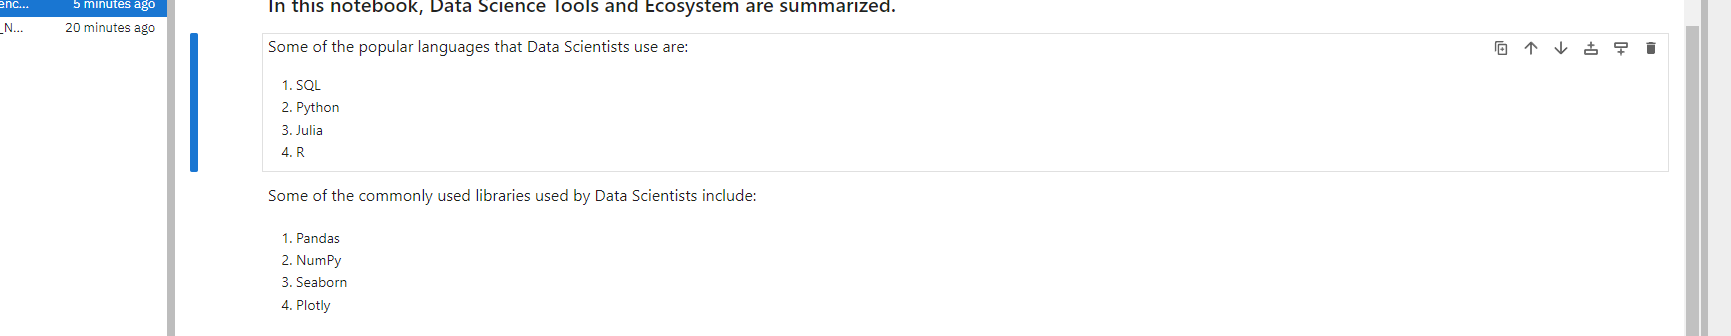 enc... 5 minutes ago
_N... 20 minutes ago
In this notebook, Data Science Tools and Ecosystem are summarized.
Some of the popular languages that Data Scientists use are:
1. SQL
2. Python
3. Julia
4. R
Some of the commonly used libraries used by Data Scientists include:
1. Pandas
2. NumPy
3. Seaborn
4. Plotly